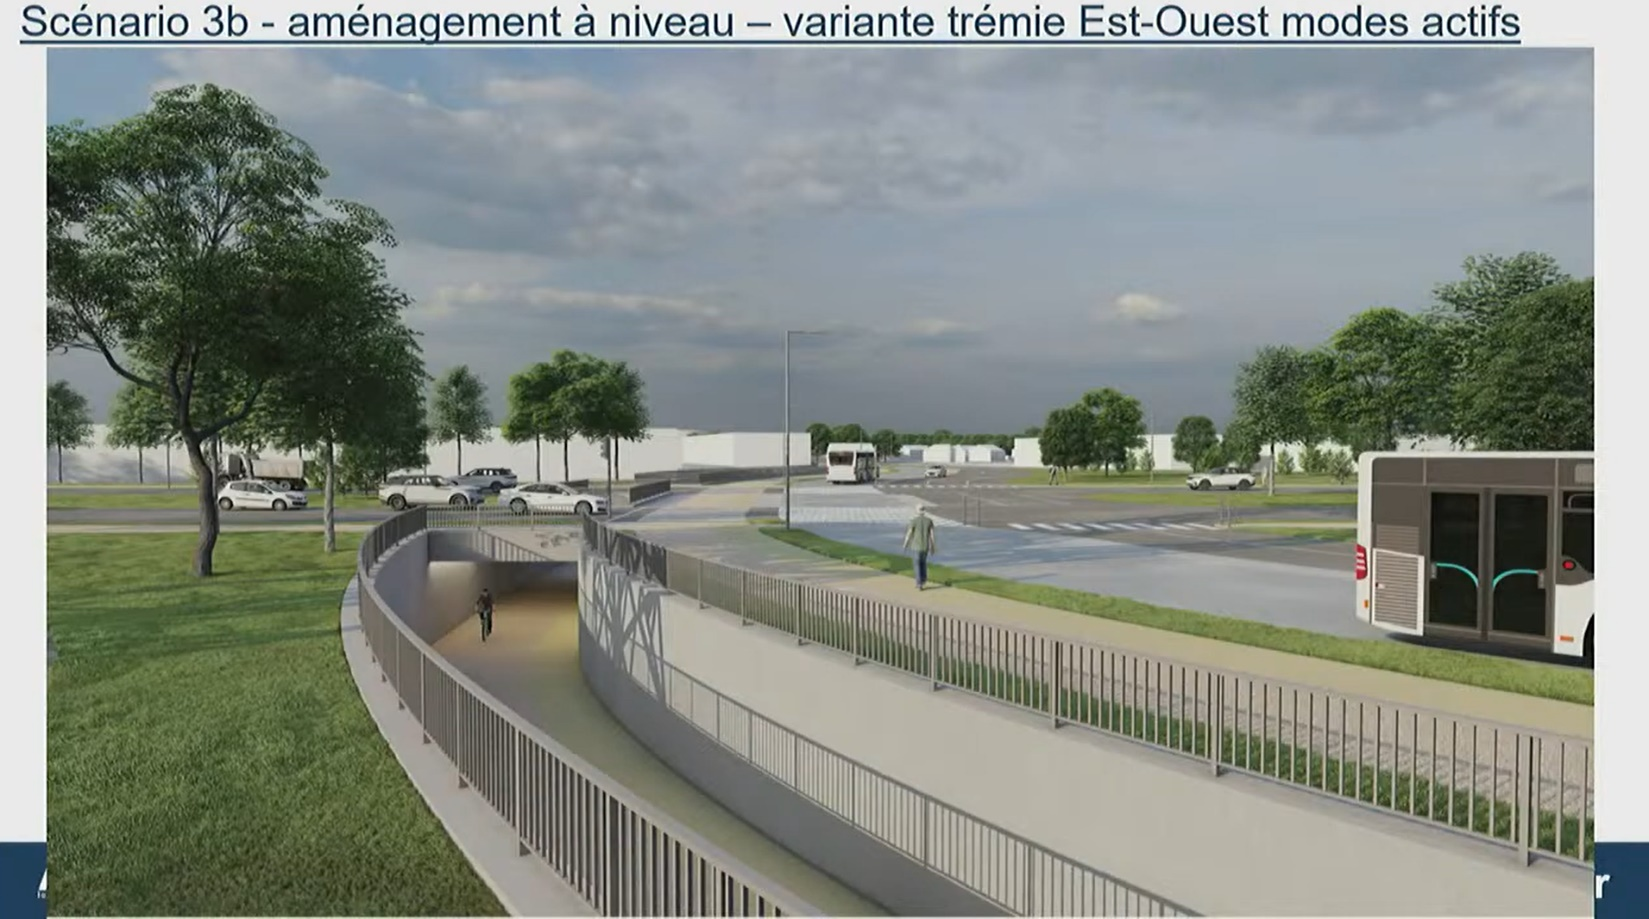 Scénario 3b - aménagement à niveau – variante trémie Est-Ouest modes actifs